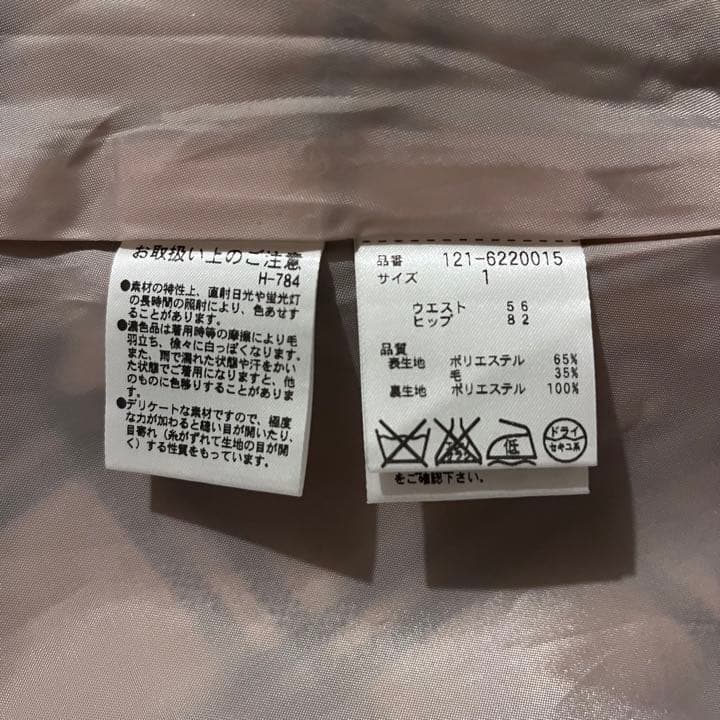 お取扱い上のご注意
H-784
●素材の特性上、直射日光や蛍光灯
の長時間の照射により、色あせす
ることがあります。
●濃色品は着用時等の摩擦により毛
羽立ち、徐々に白っぽくなります。
また、雨で濡れた状態や汗をかい
た状態でご着用になりますと、他
のものに色移りすることがありま
す。
●デリケートな素材ですので、極度
な力が加わると縫い目が開いたり、
目寄れ（糸がずれて生地の目が開
く）する性質をもっています。
品番 121-6220015
サイズ 1
ウエスト 56
ヒップ 82
品質
表生地 ポリエステル 65%
毛 35%
裏生地 ポリエステル 100%
エンソ
サラシ
低
ドライ
セキユ系
をご確認下さい。